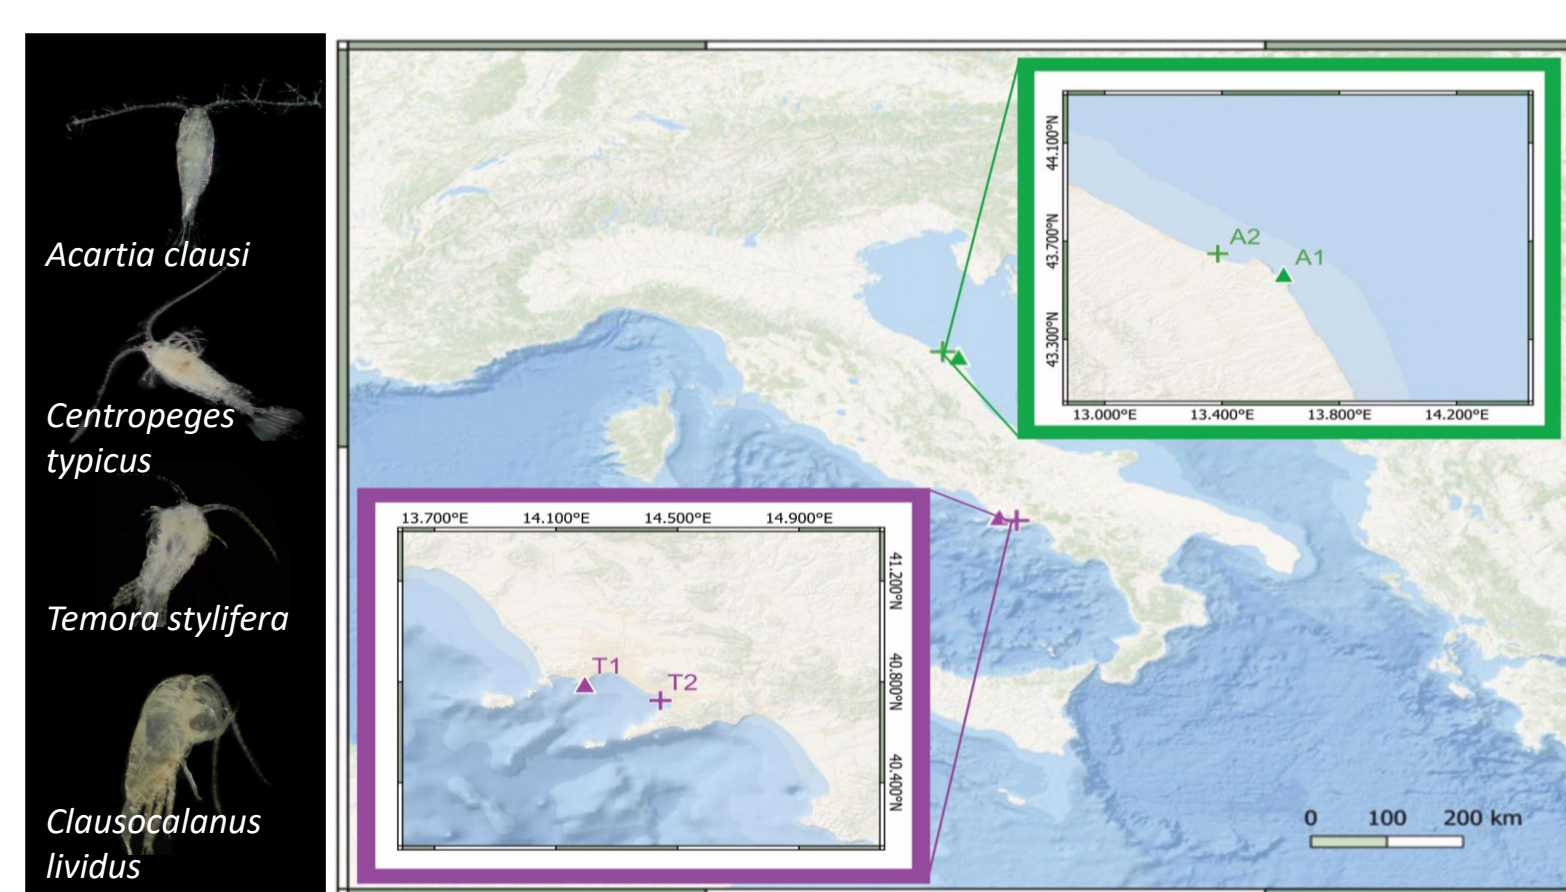 Acartia clausi
Centropeges
typicus
Temora stylifera
Clausocalanus
lividus
44.100°N
43.700°N
43.300°N
A2
A1
13.000°E
13.400°E
13.800°E
14.200°E
13.700°E
14.100°E
14.500°E
14.900°E
41.200°N
40.800°N
40.400°N
T1
T2
0
100
200 km